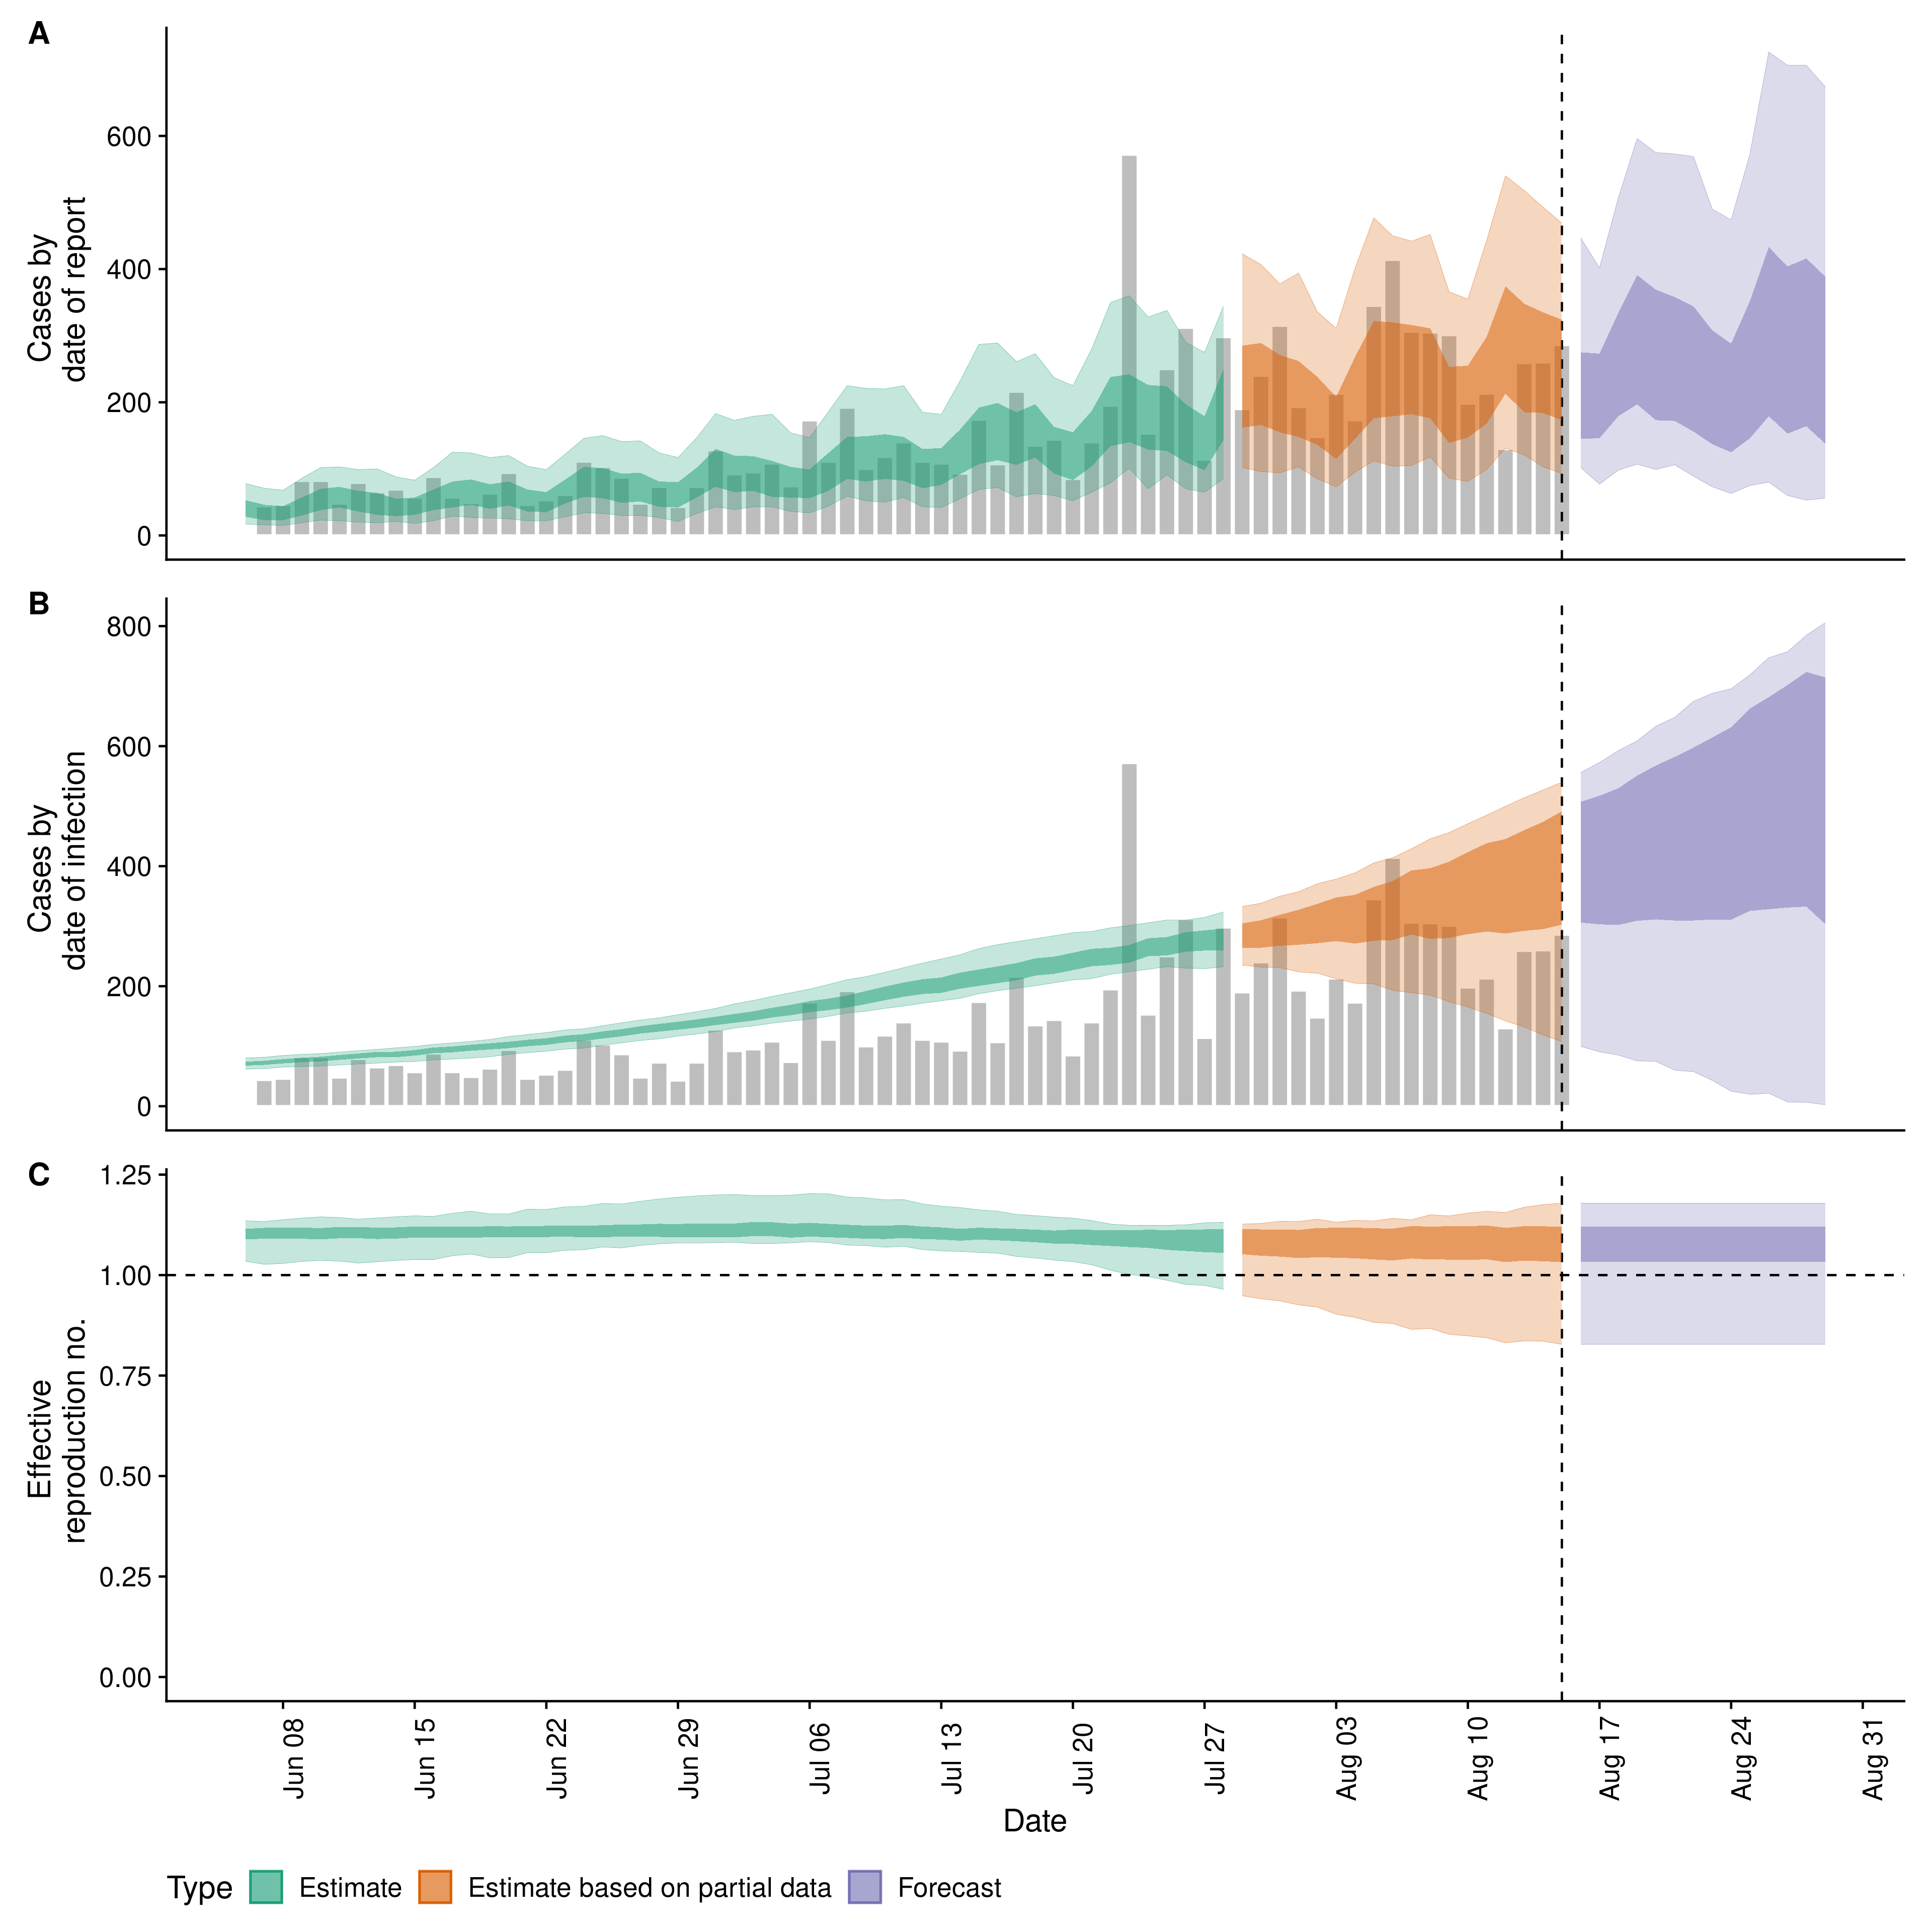 A
600
400
200
0
Cases by
date of report
B
800
600
400
200
0
Cases by
date of infection
C
1.25
1.00
0.75
0.50
0.25
0.00
Effective
reproduction no.
Jun 08
Jun 15
Jun 22
Jun 29
Jul 06
Jul 13
Jul 20
Jul 27
Aug 03
Aug 10
Aug 17
Aug 24
Aug 31
Date
Type Estimate Estimate based on partial data Forecast